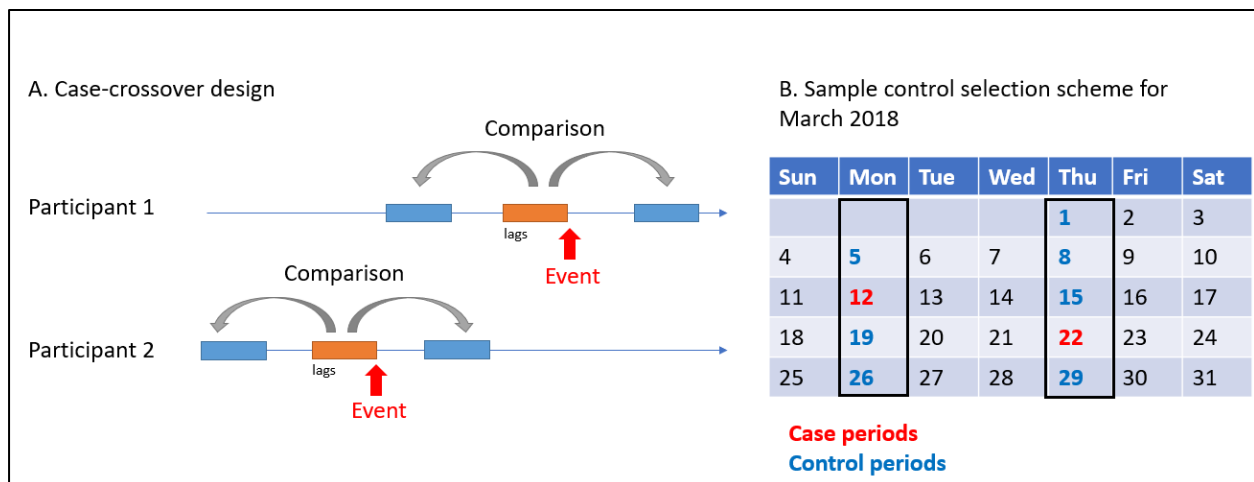 A. Case-crossover design
Comparison
Participant 1
lags
Event
Comparison
Participant 2
lags
Event
B. Sample control selection scheme for
March 2018
Sun Mon Tue Wed Thu Fri Sat
1 2 3
4 5 6 7 8 9 10
11 12 13 14 15 16 17
18 19 20 21 22 23 24
25 26 27 28 29 30 31
Case periods
Control periods